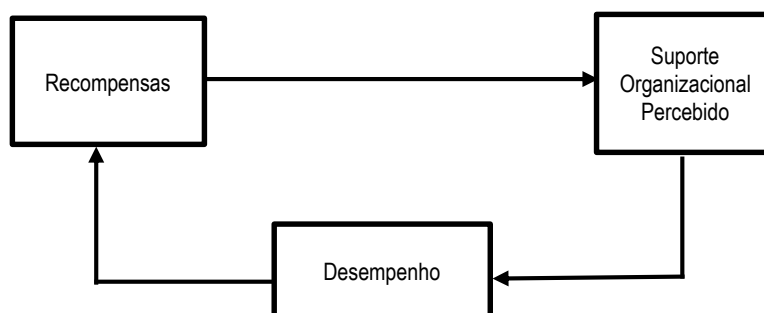 Recompensas
Suporte
Organizacional
Percebido
Desempenho